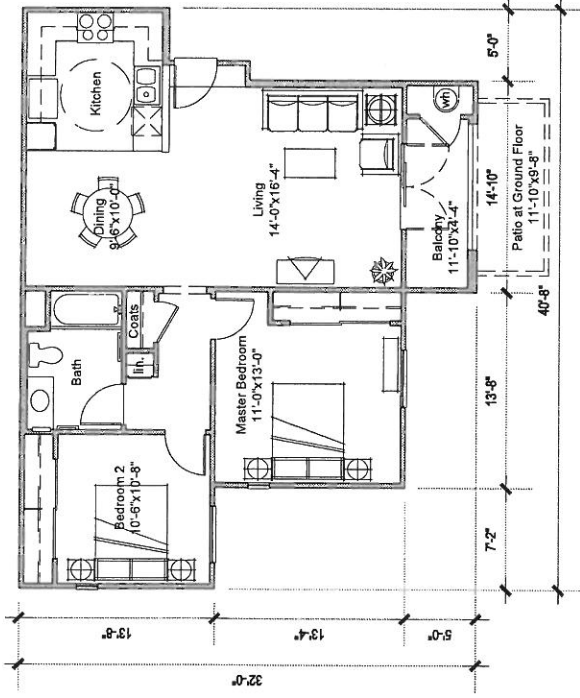 Kitchen
Dining
9'-6"x10'-0"
Living
14'-0"x16'-4"
Balcony
11'-10"x4'-4"
wh
Patio at Ground Floor
11'-10"x9'-8"
Coats
lin.
Bath
Master Bedroom
11'-0"x13'-0"
Bedroom 2
10'-6"x10'-8"
5'-0"
14'-10"
13'-8"
7'-2"
40'-8"
13'-8"
13'-4"
5'-0"
32'-0"